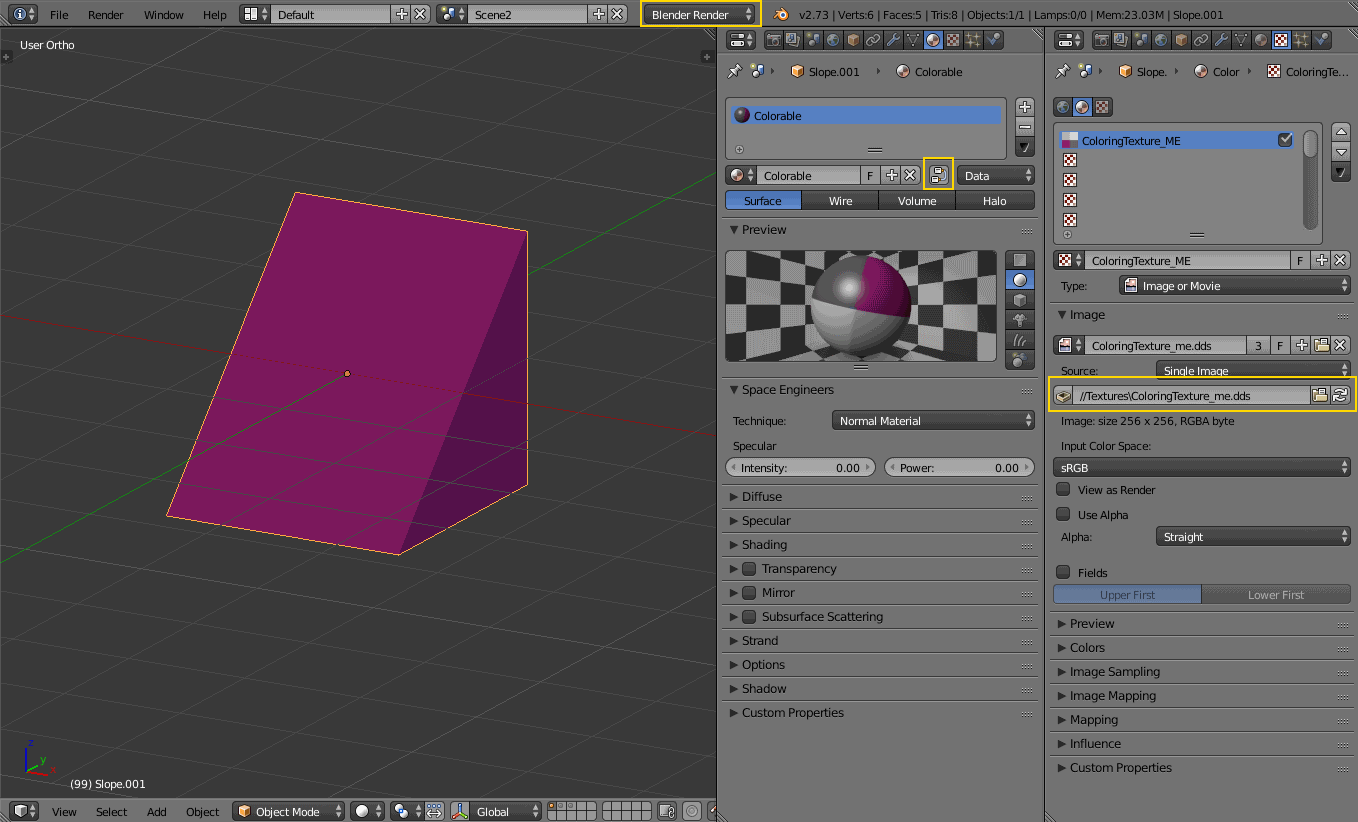 File Render Window Help Default Scene2 Blender Render v2.73 | Verts:6 | Faces:5 | Tris:8 | Objects:1/1 | Lamps:0/0 | Mem:23.03M | Slope.001
User Ortho
Slope.001 Colorable
Colorable
Colorable F Data
Surface Wire Volume Halo
Preview
Space Engineers
Technique: Normal Material
Specular
Intensity: 0.00 Power: 0.00
Diffuse
Specular
Shading
Transparency
Mirror
Subsurface Scattering
Strand
Options
Shadow
Custom Properties
Slope. Color ColoringTe...
ColoringTexture_ME
ColoringTexture_ME F
Type: Image or Movie
Image
ColoringTexture_me.dds 3 F
Source: Single Image
//Textures\ColoringTexture_me.dds
Image: size 256 x 256, RGBA byte
Input Color Space:
sRGB
View as Render
Use Alpha
Alpha: Straight
Fields
Upper First Lower First
Preview
Colors
Image Sampling
Image Mapping
Mapping
Influence
Custom Properties
z
y
x
(99) Slope.001
View Select Add Object Object Mode Global